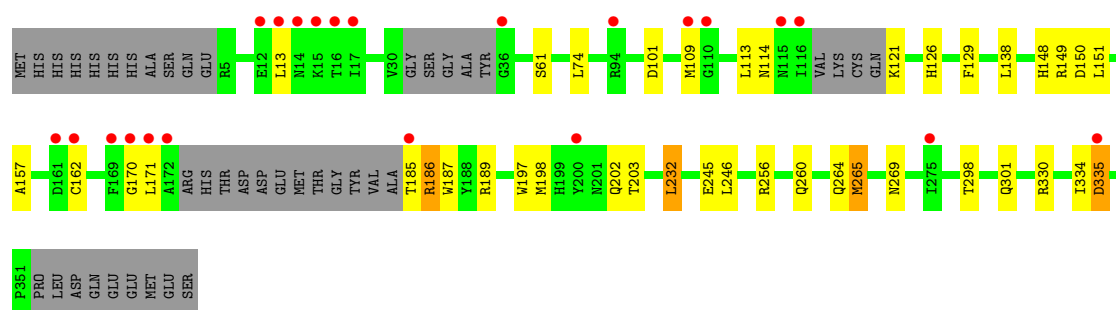 MET HIS HIS HIS HIS HIS HIS ALA SER GLN GLU R5 E12 L13 N14 K15 T16 I17 V30 GLY SER GLY ALA TYR G36 S61 L74 R94 D101 M109 G110 L113 N114 N115 I116 VAL LYS CYS GLN K121 H126 F129 L138 H148 R149 D150 L151
A157 D161 C162 F169 G170 L171 A172 ARG HIS THR ASP ASP GLU MET THR GLY TYR VAL ALA T185 R186 W187 Y188 R189 W197 M198 H199 Y200 N201 Q202 T203 L232 E245 L246 R256 Q260 Q264 M265 N269 I275 T298 Q301 R330 I334 D335
P351 PRO LEU ASP GLN GLU GLU MET GLU SER